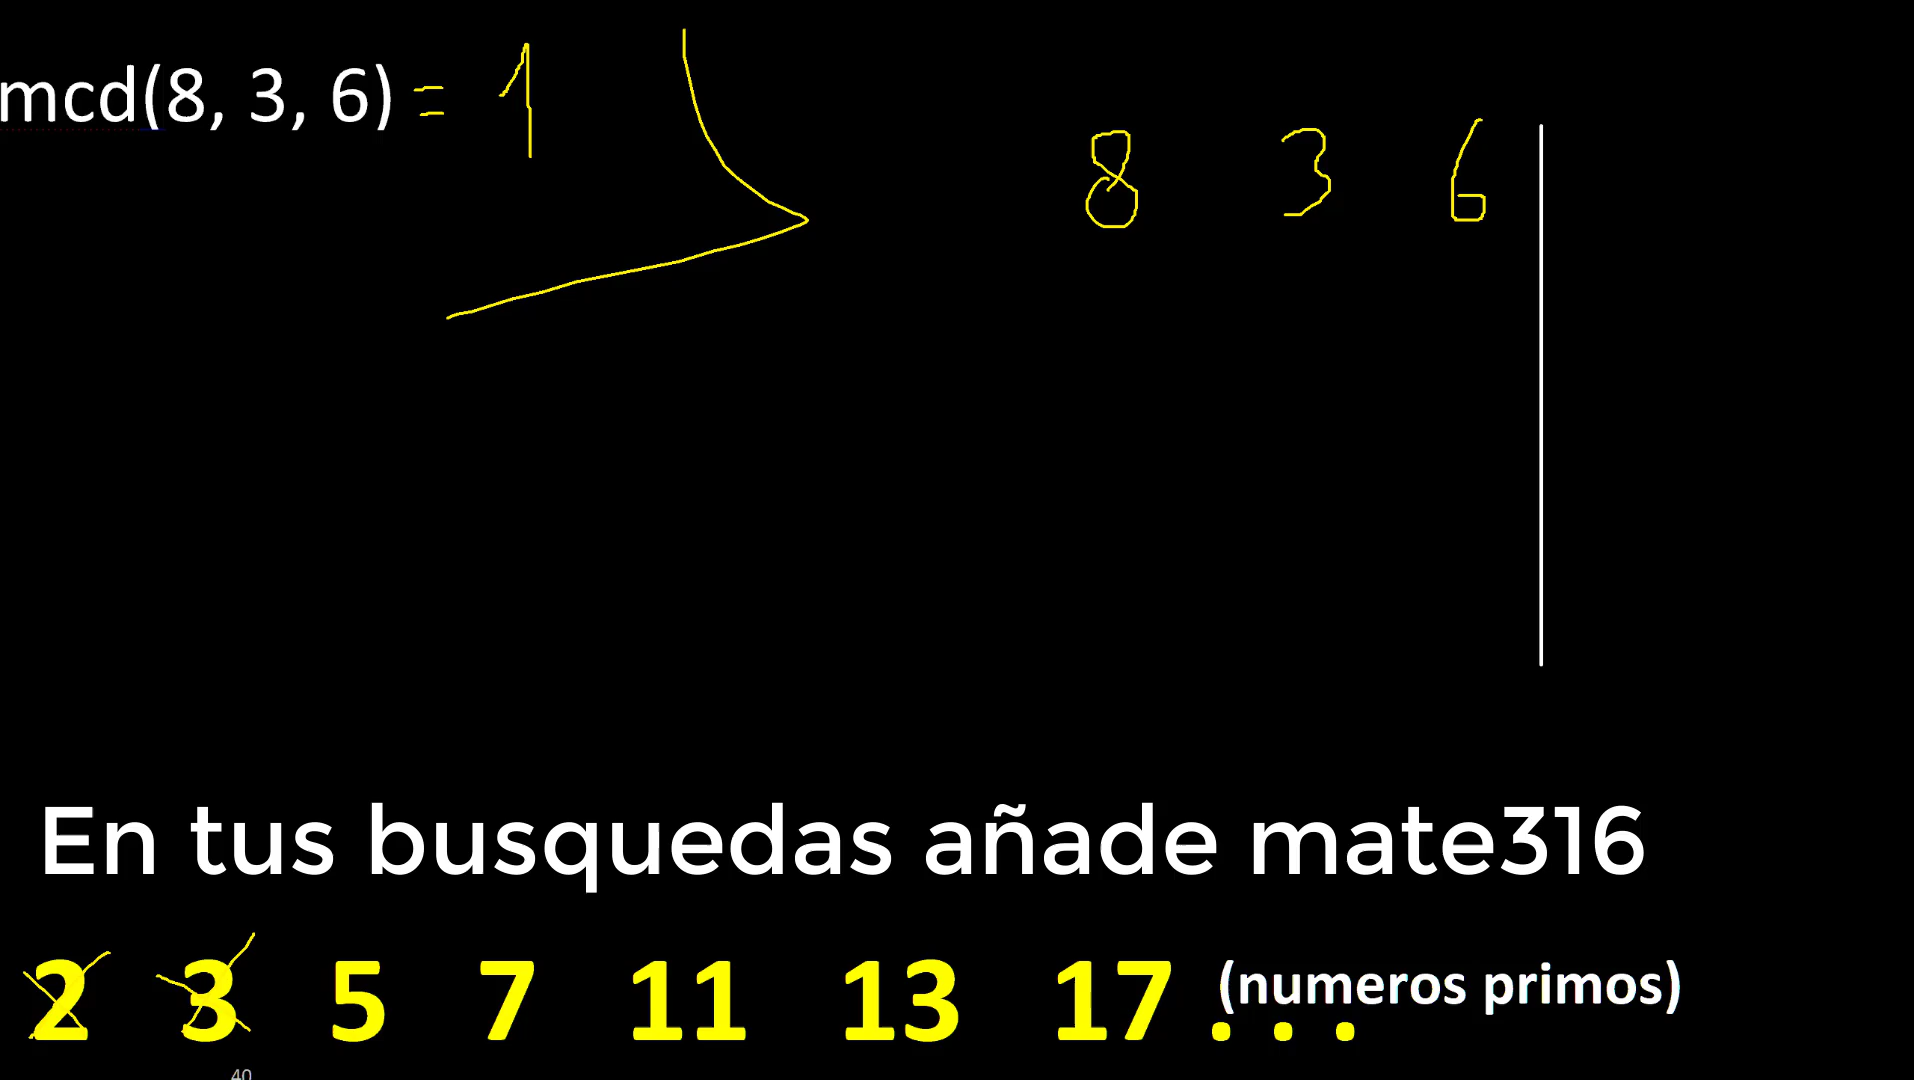 mcd(8, 3, 6) = 1
8 3 6
En tus busquedas añade mate316
2 3 5 7 11 13 17 . . . (numeros primos)
40